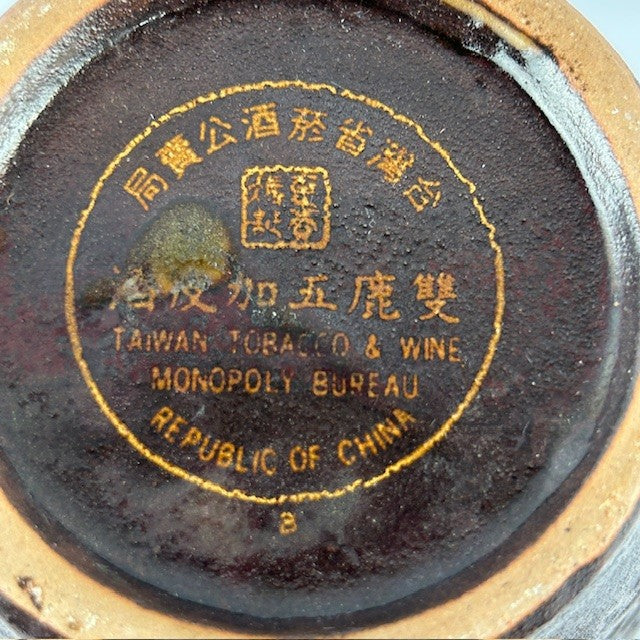 台灣省菸酒公賣局
雙鹿五加皮酒
TAIWAN TOBACCO & WINE
MONOPOLY BUREAU
REPUBLIC OF CHINA
8